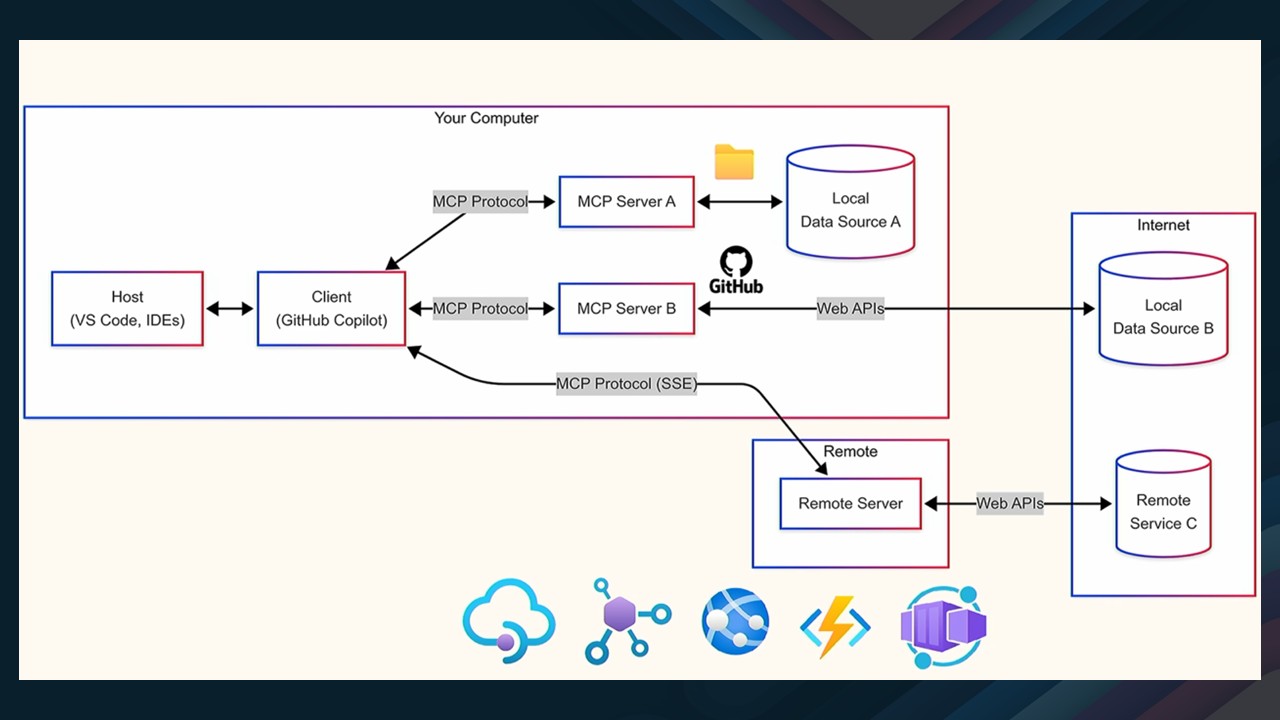 Your Computer
MCP Protocol
MCP Server A
Local
Data Source A
Internet
Host
(VS Code, IDEs)
Client
(GitHub Copilot)
MCP Protocol
MCP Server B
GitHub
Web APIs
Local
Data Source B
MCP Protocol (SSE)
Remote
Remote Server
Web APIs
Remote
Service C